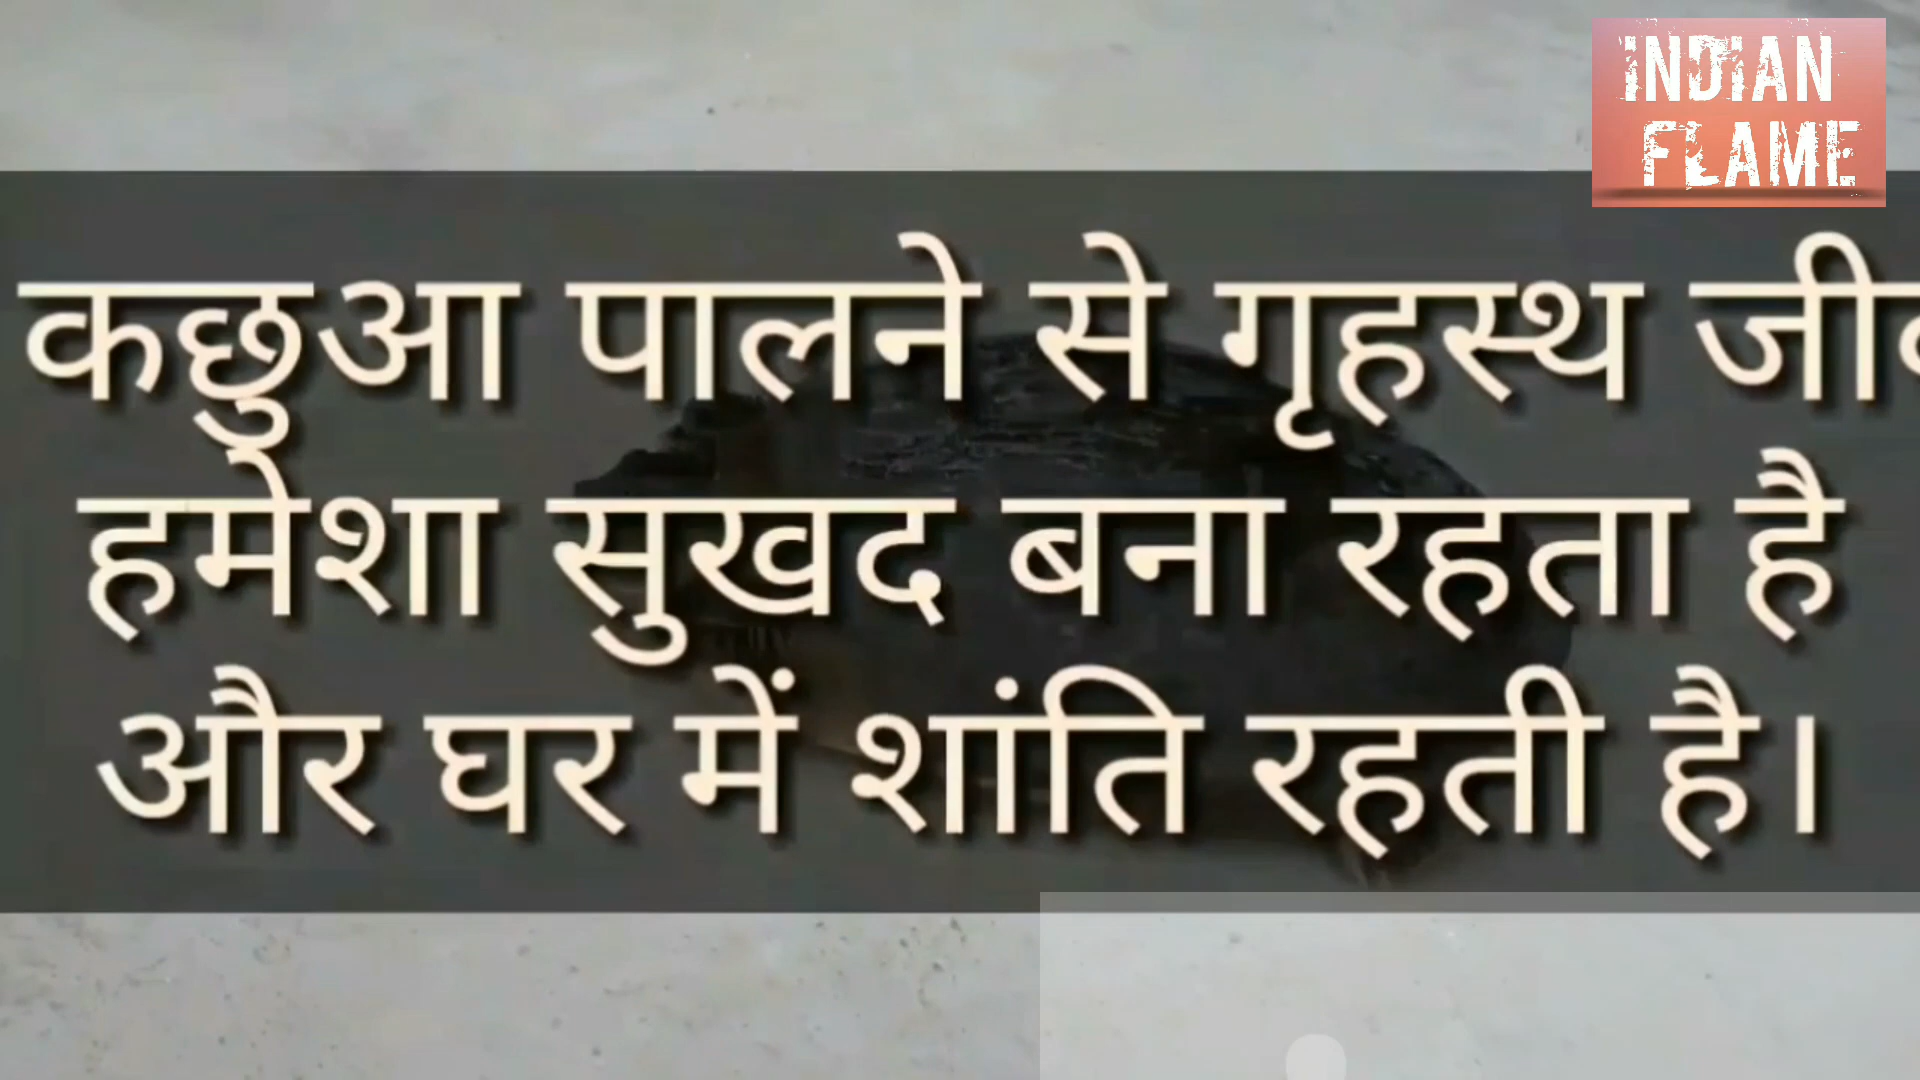 INDIAN
FLAME
कछुआ पालने से गृहस्थ
हमेशा सुखद बना रहता है
और घर में शांति रहती है।